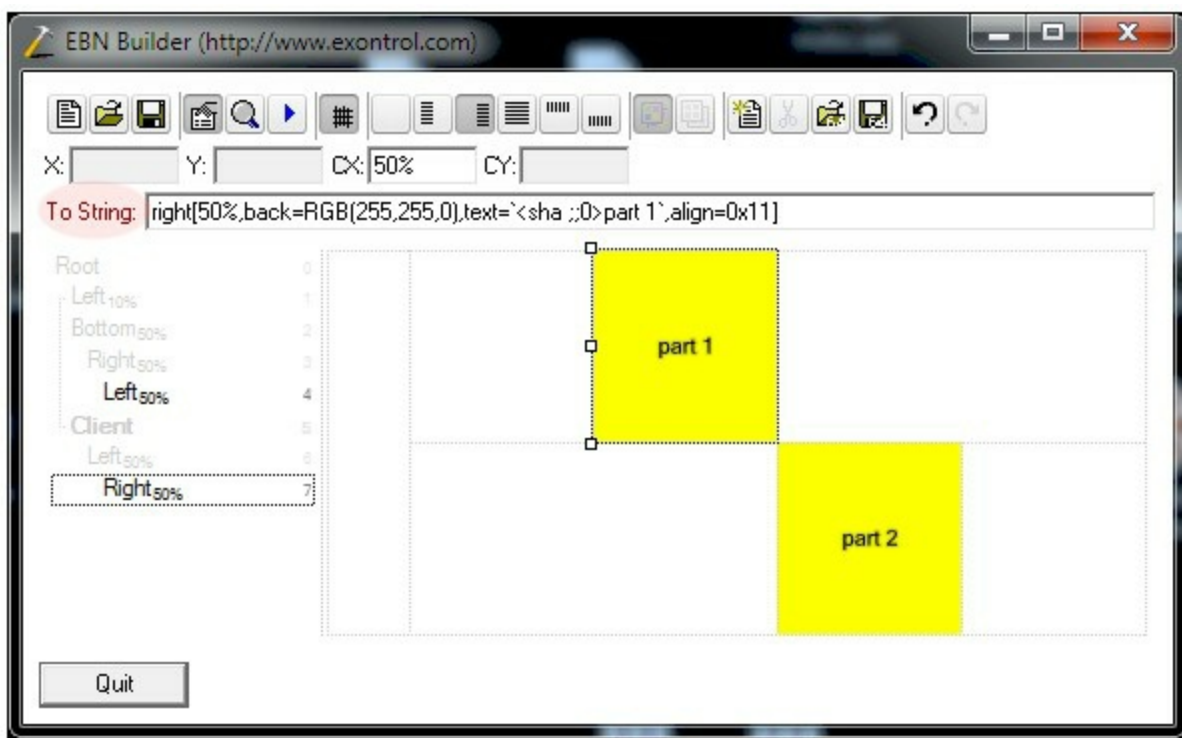 EBN Builder (http://www.exontrol.com)
X: Y: CX: 50% CY:
To String: right[50%,back=RGB(255,255,0),text=`<sha ;;0>part 1`,align=0x11]
Root 0
Left10% 1
Bottom50% 2
Right50% 3
Left50% 4
Client 5
Left50% 6
Right50% 7
part 1
part 2
Quit